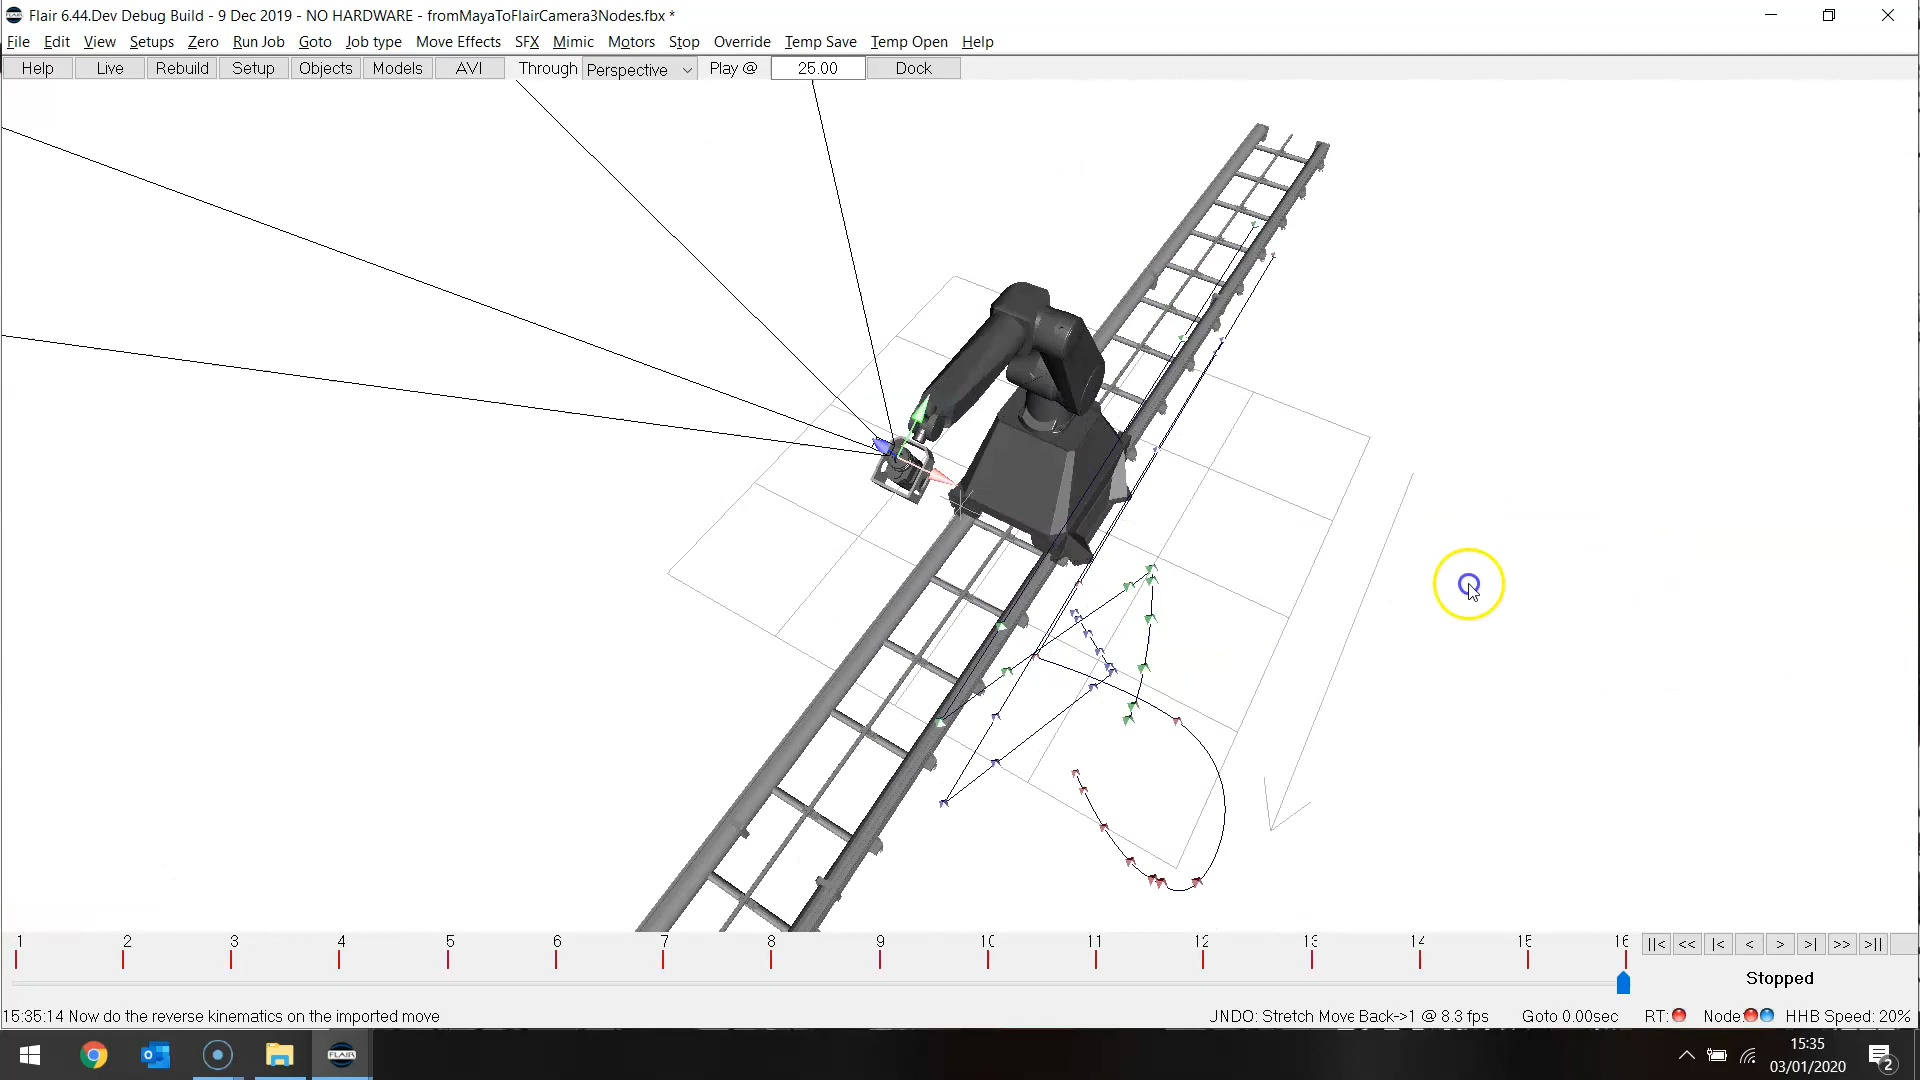 Flair 6.44.Dev Debug Build - 9 Dec 2019 - NO HARDWARE - fromMayaToFlairCamera3Nodes.fbx *
File Edit View Setups Zero Run Job Goto Job type Move Effects SFX Mimic Motors Stop Override Temp Save Temp Open Help
Help Live Rebuild Setup Objects Models AVI Through Perspective Play @ 25.00 Dock
1 2 3 4 5 6 7 8 9 10 11 12 13 14 15 16
||< << |< < > >| >> >||
Stopped
15:35:14 Now do the reverse kinematics on the imported move JNDO: Stretch Move Back->1 @ 8.3 fps Goto 0.00sec RT: Node: HHB Speed: 20%
FLAIR
15:35
03/01/2020
2